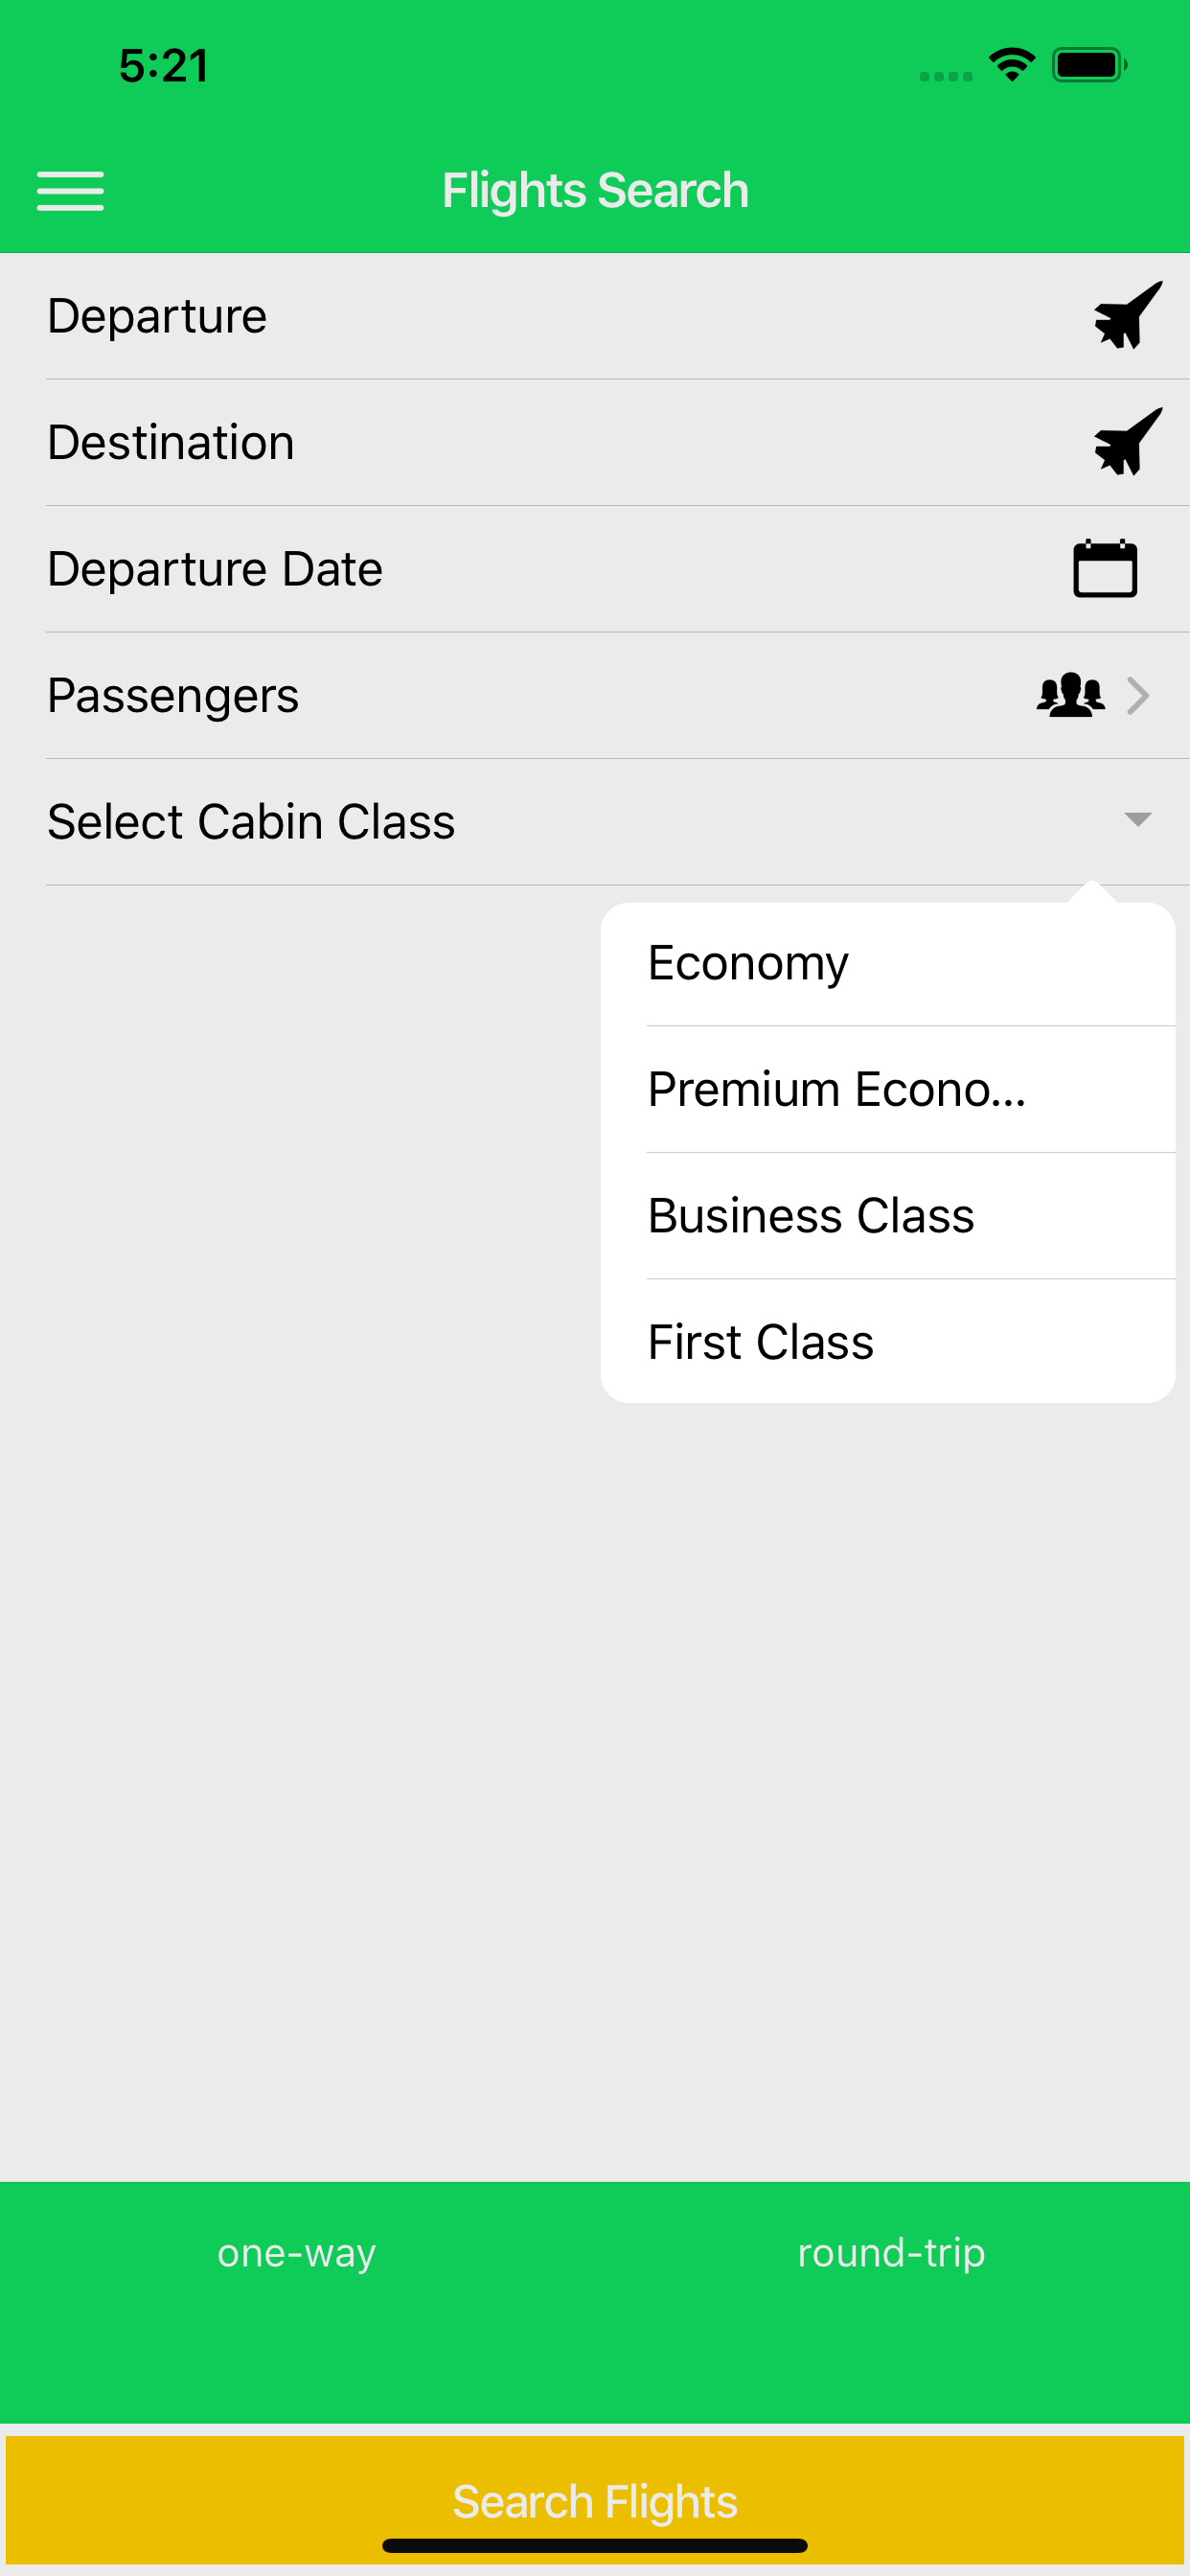 5:21
Flights Search
Departure
Destination
Departure Date
Passengers
Select Cabin Class
Economy
Premium Econo...
Business Class
First Class
one-way
round-trip
Search Flights